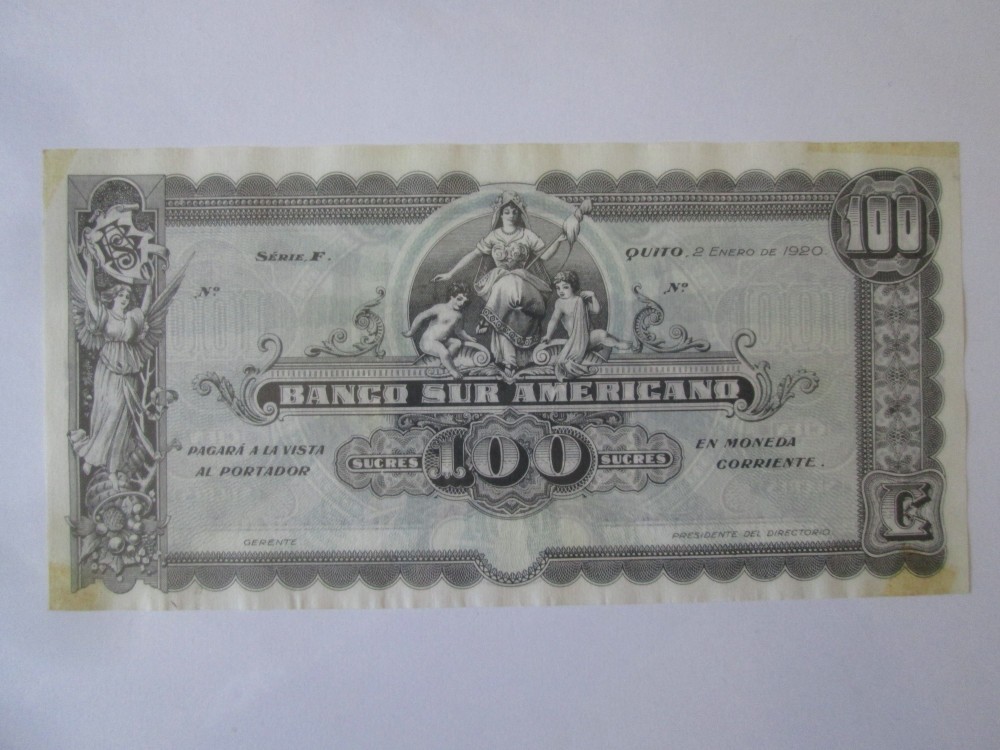 100
SÉRIE, F.
QUITO, 2 ENERO DE 1920
Nº
Nº
BANCO SUR AMERICANO
PAGARÁ A LA VISTA
AL PORTADOR
SUCRES 100 SUCRES
EN MONEDA
CORRIENTE.
C
GERENTE
PRESIDENTE DEL DIRECTORIO